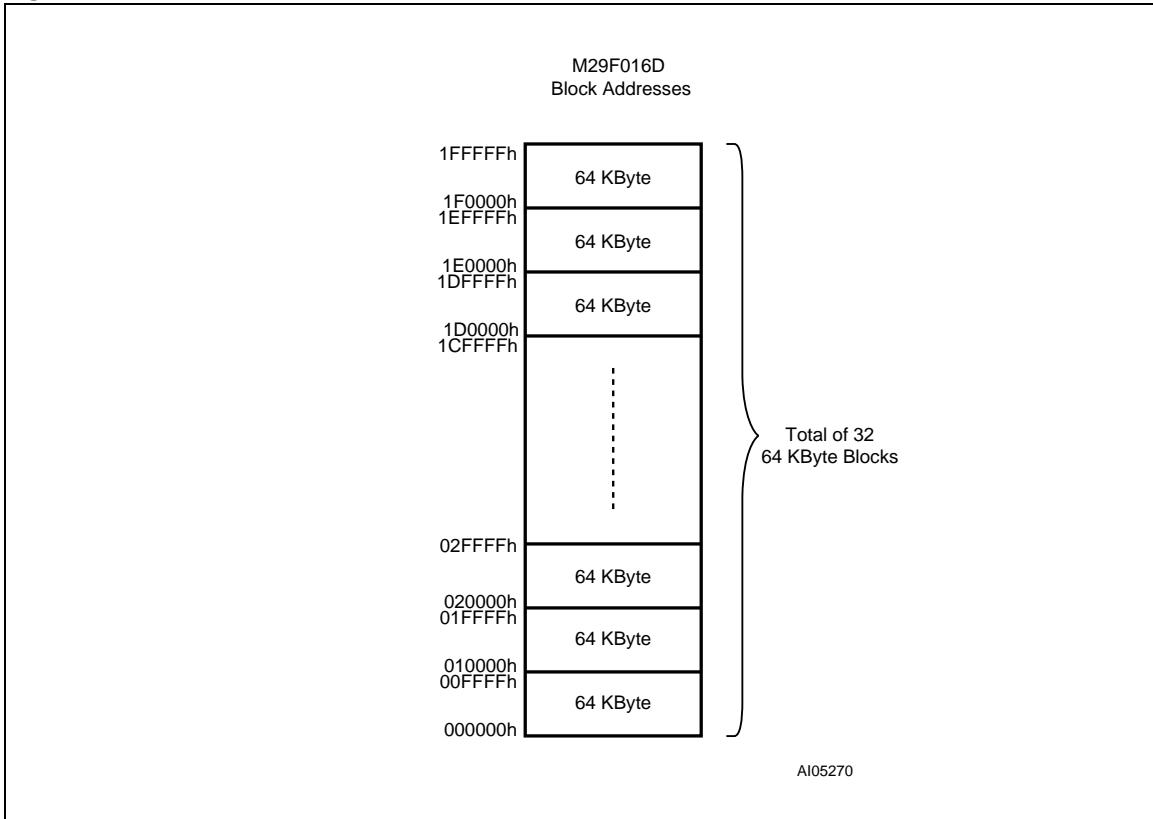 M29F016D
Block Addresses
1FFFFFh
64 KByte
1F0000h
1EFFFFh
64 KByte
1E0000h
1DFFFFh
64 KByte
1D0000h
1CFFFFh
Total of 32
64 KByte Blocks
02FFFFh
64 KByte
020000h
01FFFFh
64 KByte
010000h
00FFFFh
64 KByte
000000h
AI05270